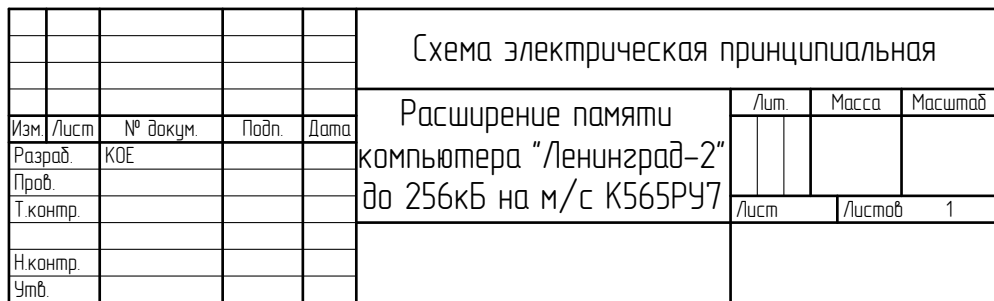 Схема электрическая принципиальная
Расширение памяти
компьютера "Ленинград-2"
до 256кБ на м/с К565РУ7
Лит. Масса Масштаб
Лист Листов 1
Изм. Лист № докум. Подп. Дата
Разраб. КОЕ
Пров.
Т.контр.
Н.контр.
Утв.